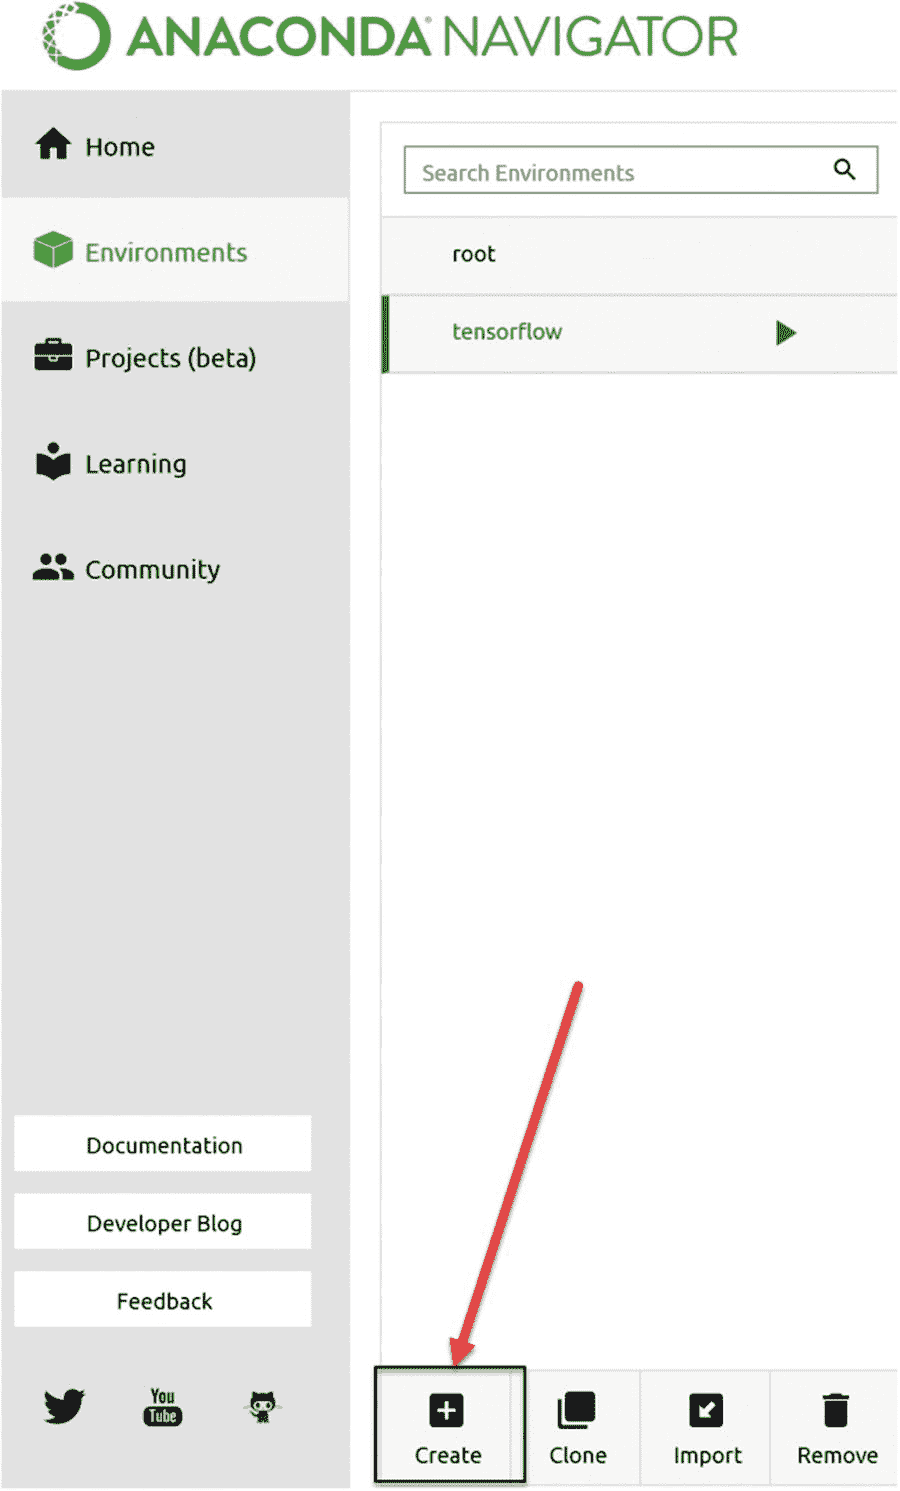 ANACONDA® NAVIGATOR
Home
Environments
Projects (beta)
Learning
Community
Documentation
Developer Blog
Feedback
You
Tube
Search Environments
root
tensorflow
Create
Clone
Import
Remove